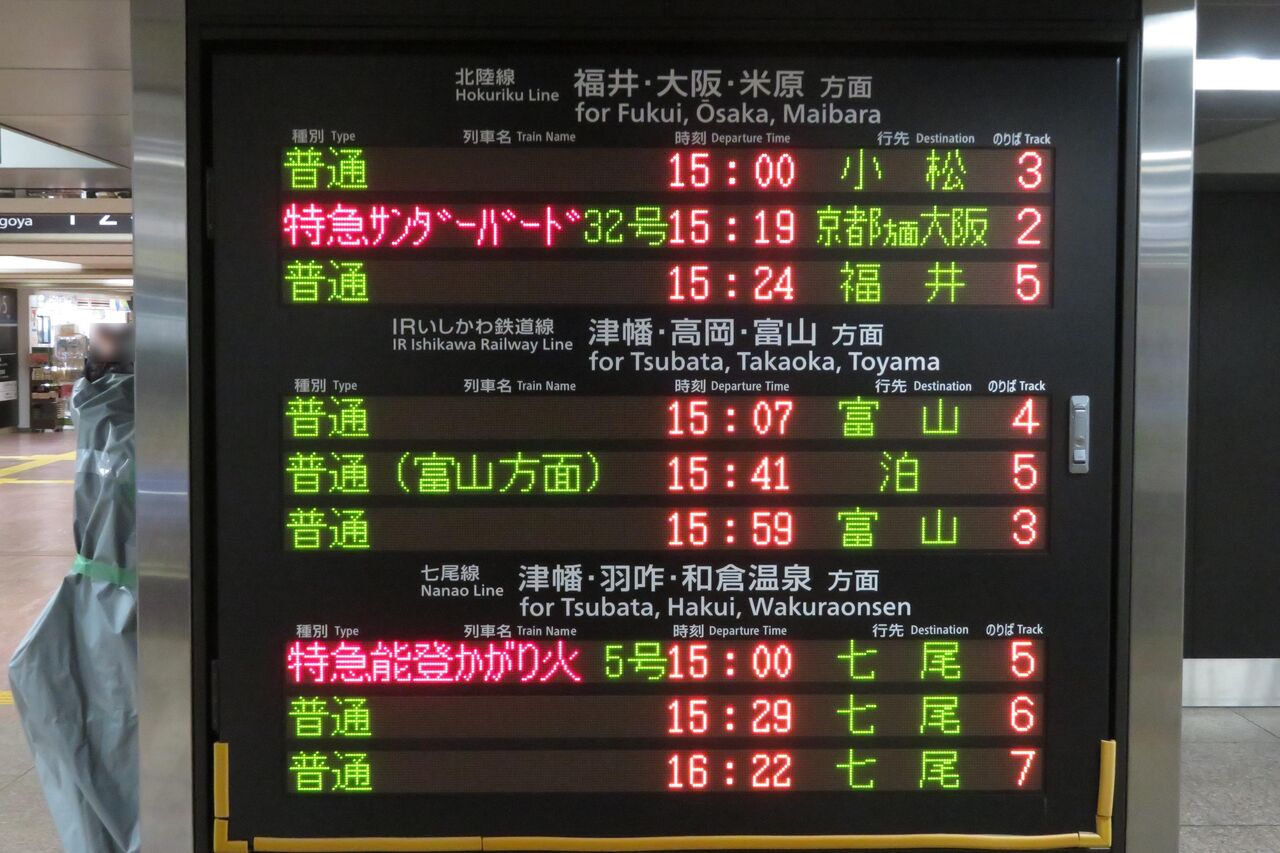 北陸線 福井・大阪・米原 方面
Hokuriku Line for Fukui, Ōsaka, Maibara
種別 Type 列車名 Train Name 時刻 Departure Time 行先 Destination のりば Track
普通 15:00 小松 3
特急サンダーバード32号 15:19 京都方面大阪 2
普通 15:24 福井 5
IRいしかわ鉄道線 津幡・高岡・富山 方面
IR Ishikawa Railway Line for Tsubata, Takaoka, Toyama
種別 Type 列車名 Train Name 時刻 Departure Time 行先 Destination のりば Track
普通 15:07 富山 4
普通（富山方面） 15:41 泊 5
普通 15:59 富山 3
七尾線 津幡・羽咋・和倉温泉 方面
Nanao Line for Tsubata, Hakui, Wakuraonsen
種別 Type 列車名 Train Name 時刻 Departure Time 行先 Destination のりば Track
特急能登かがり火 5号 15:00 七尾 5
普通 15:29 七尾 6
普通 16:22 七尾 7
goya 1 2